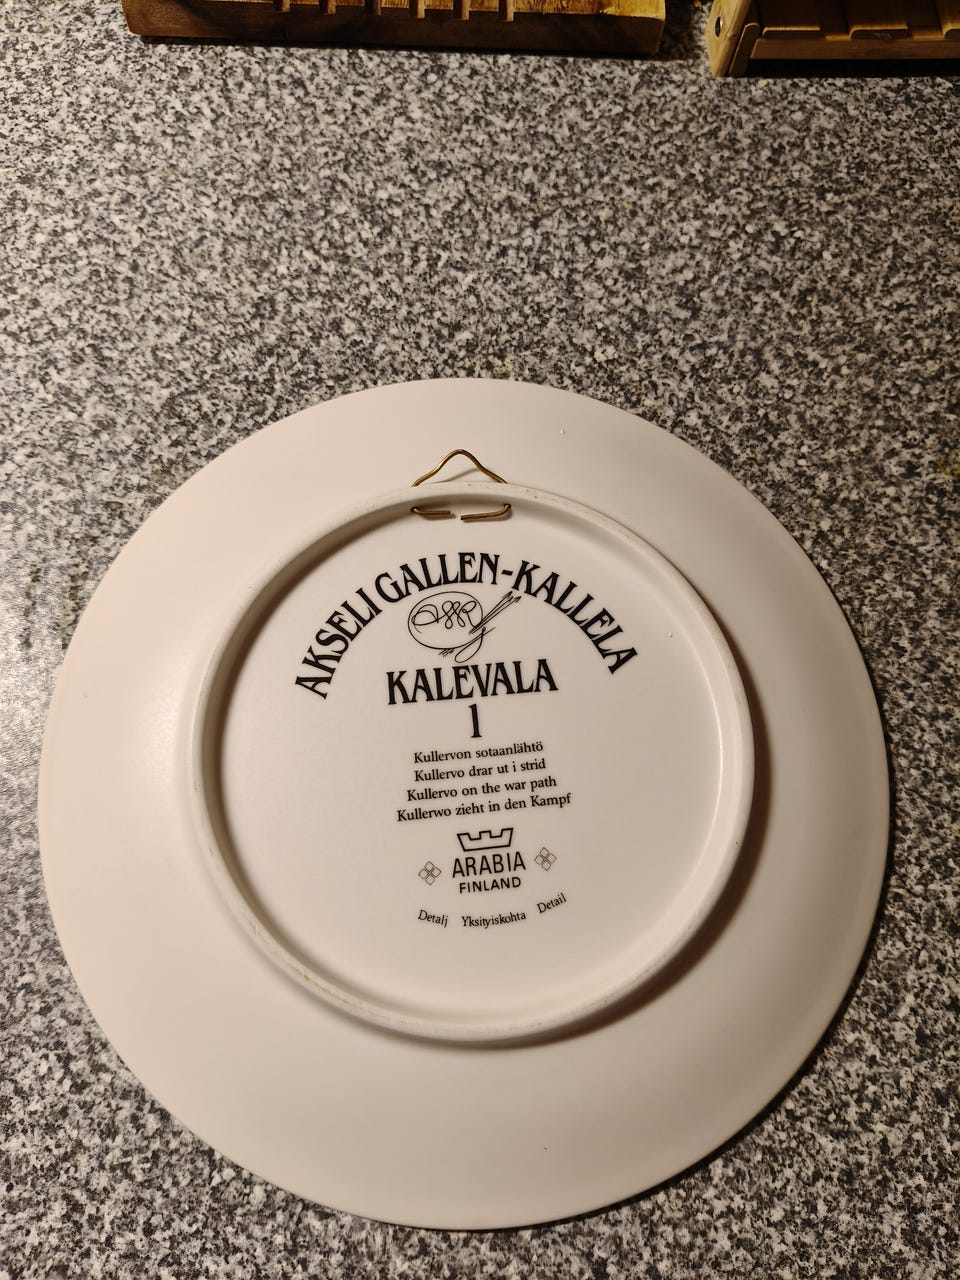 AKSELI GALLEN-KALLELA
KALEVALA
1
Kullervon sotaanlähtö
Kullervo drar ut i strid
Kullervo on the war path
Kullerwo zieht in den Kampf
ARABIA
FINLAND
Detalj Yksityiskohta Detail